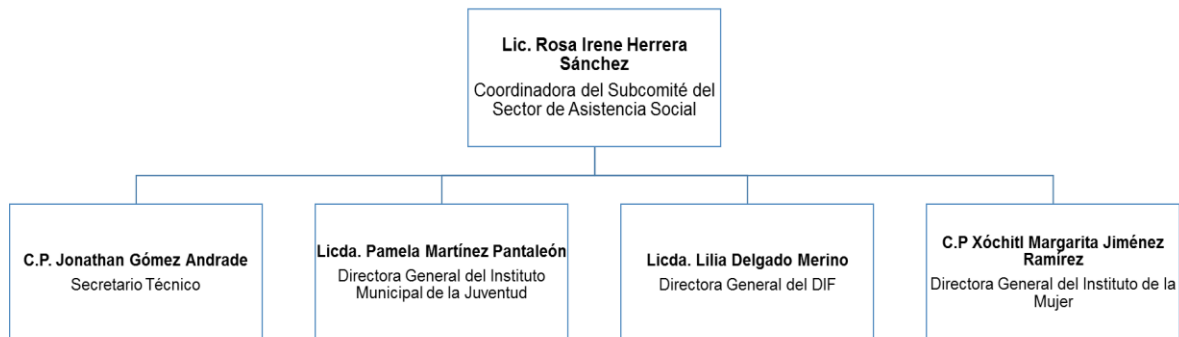 Lic. Rosa Irene Herrera
Sánchez
Coordinadora del Subcomité del
Sector de Asistencia Social
C.P. Jonathan Gómez Andrade
Secretario Técnico
Licda. Pamela Martínez Pantaleón
Directora General del Instituto
Municipal de la Juventud
Licda. Lilia Delgado Merino
Directora General del DIF
C.P Xóchitl Margarita Jiménez
Ramírez
Directora General del Instituto de la
Mujer